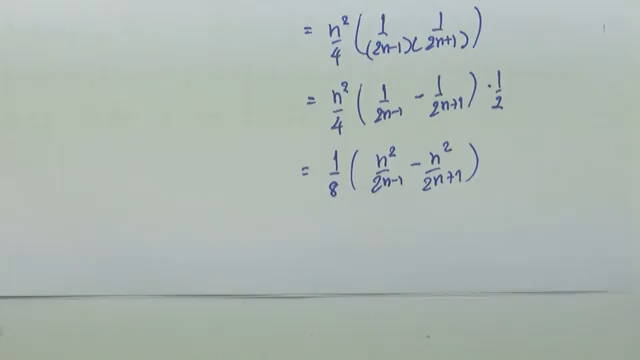 = n²/4 ( 1/(2n-1)( 1/2n+1) )
= n²/4 ( 1/2n-1 - 1/2n+1 ) · 1/2
= 1/8 ( n²/2n-1 - n²/2n+1 )